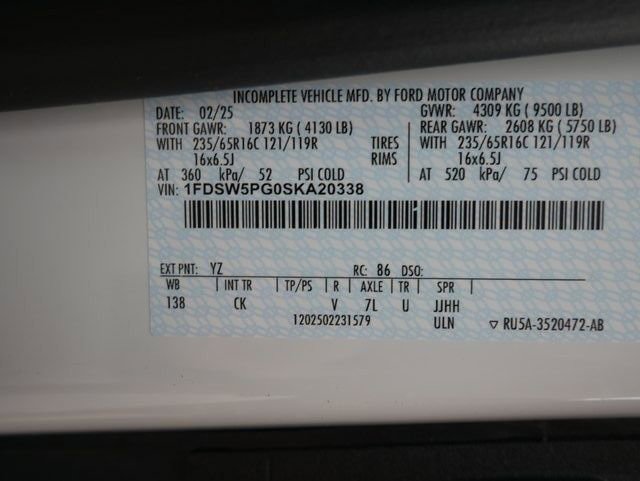 INCOMPLETE VEHICLE MFD. BY FORD MOTOR COMPANY
DATE: 02/25 GVWR: 4309 KG ( 9500 LB)
FRONT GAWR: 1873 KG ( 4130 LB) REAR GAWR: 2608 KG ( 5750 LB)
WITH 235/65R16C 121/119R TIRES WITH 235/65R16C 121/119R
16x6.5J RIMS 16x6.5J
AT 360 kPa/ 52 PSI COLD AT 520 kPa/ 75 PSI COLD
VIN: 1FDSW5PG0SKA20338
EXT PNT: YZ RC: 86 DSO:
WB INT TR TP/PS R AXLE TR SPR
138 CK V 7L U JJHH
1202502231579 ULN ▽ RU5A-3520472-AB